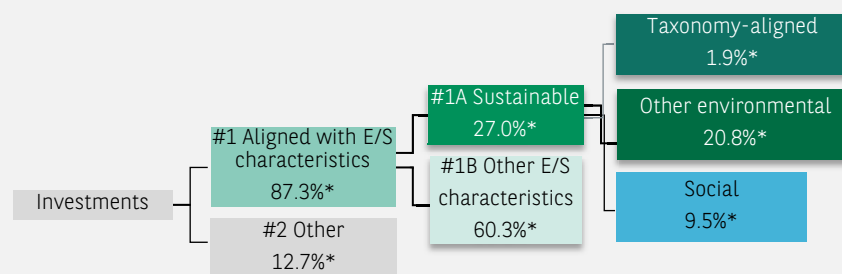 Investments
#1 Aligned with E/S
characteristics
87.3%*
#2 Other
12.7%*
#1A Sustainable
27.0%*
#1B Other E/S
characteristics
60.3%*
Taxonomy-aligned
1.9%*
Other environmental
20.8%*
Social
9.5%*